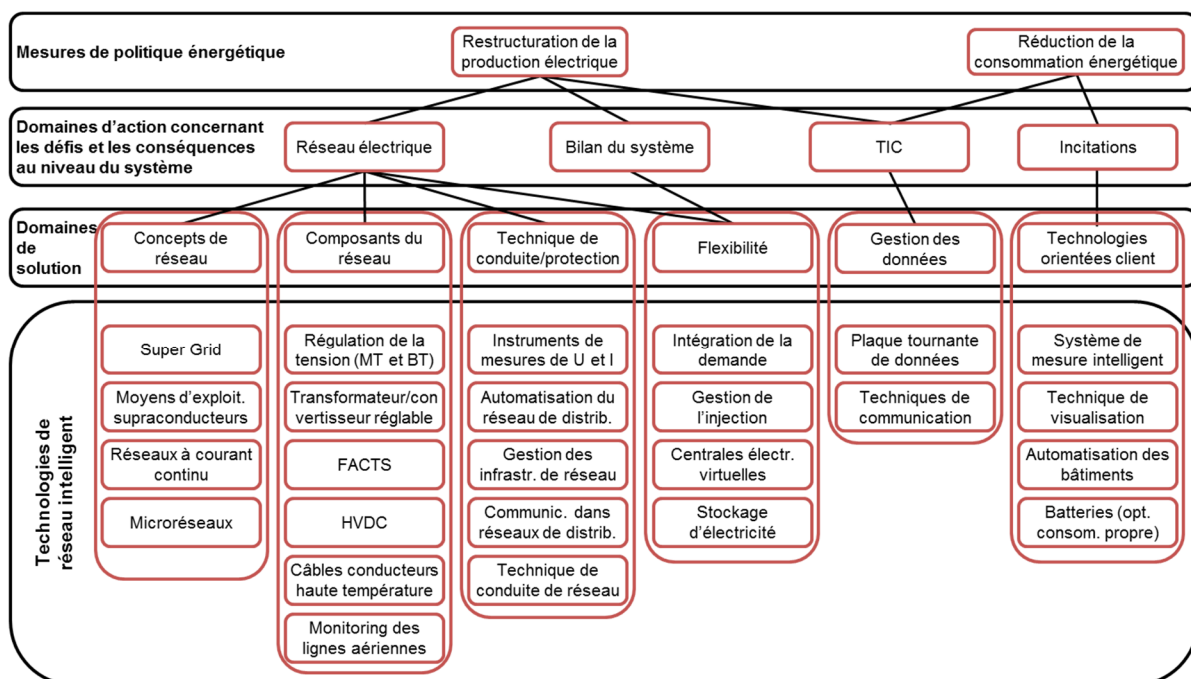 Mesures de politique énergétique
Restructuration de la
production électrique
Réduction de la
consommation énergétique
Domaines d'action concernant
les défis et les conséquences
au niveau du système
Réseau électrique
Bilan du système
TIC
Incitations
Domaines
de
solution
Concepts de
réseau
Composants du
réseau
Technique de
conduite/protection
Flexibilité
Gestion des
données
Technologies
orientées client
Technologies de
réseau intelligent
Super Grid
Moyens d'exploit.
supraconducteurs
Réseaux à courant
continu
Microréseaux
Régulation de la
tension (MT et BT)
Transformateur/con
vertisseur réglable
FACTS
HVDC
Câbles conducteurs
haute température
Monitoring des
lignes aériennes
Instruments de
mesures de U et I
Automatisation du
réseau de distrib.
Gestion des
infrastr. de réseau
Communic. dans
réseaux de distrib.
Technique de
conduite de réseau
Intégration de la
demande
Gestion de
l'injection
Centrales électr.
virtuelles
Stockage
d'électricité
Plaque tournante
de données
Techniques de
communication
Système de
mesure intelligent
Technique de
visualisation
Automatisation des
bâtiments
Batteries (opt.
consom. propre)